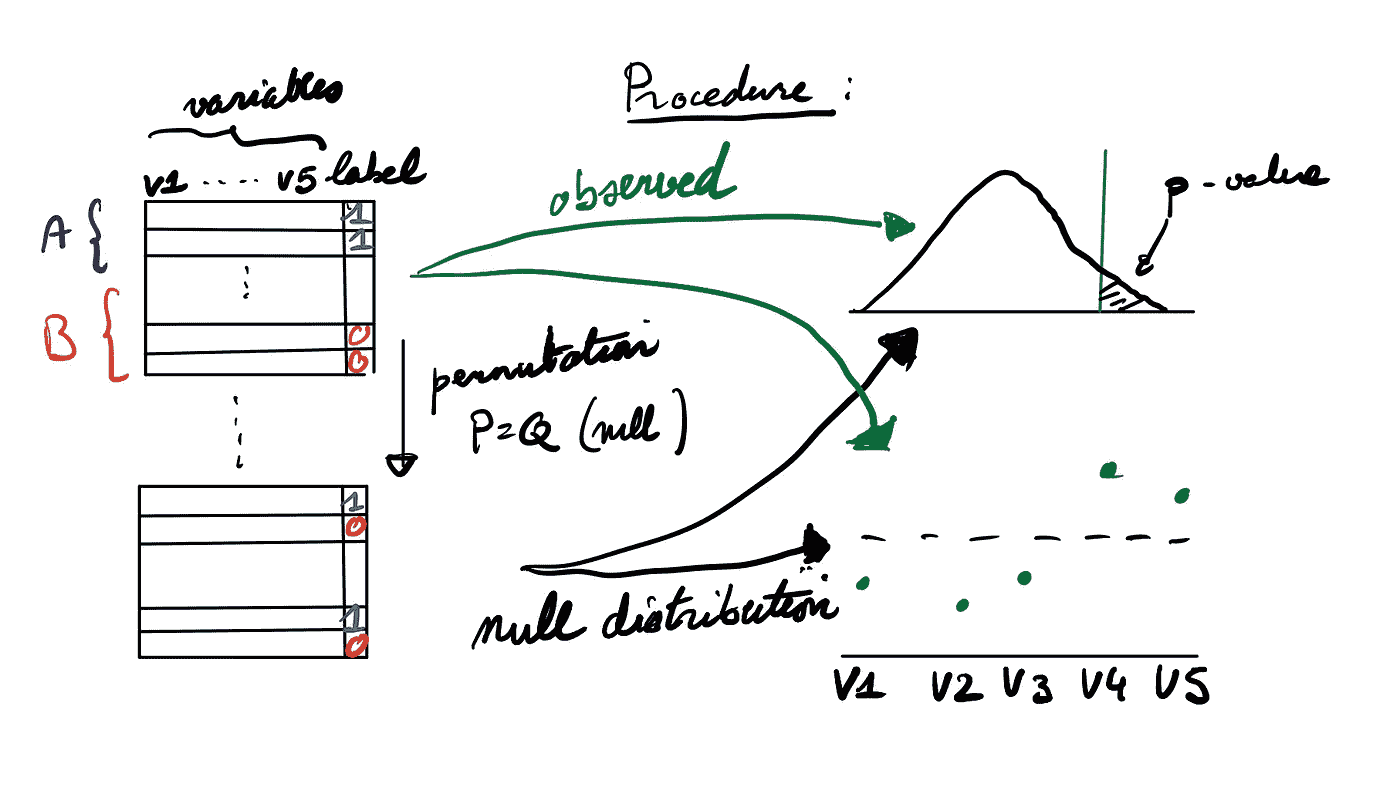 Procedure :
variables
v1 ..... v5 label
A {
1
1
B {
0
0
observed
p-value
permutation
P=Q (null)
1
0
1
0
null distribution
V1 V2 V3 V4 V5